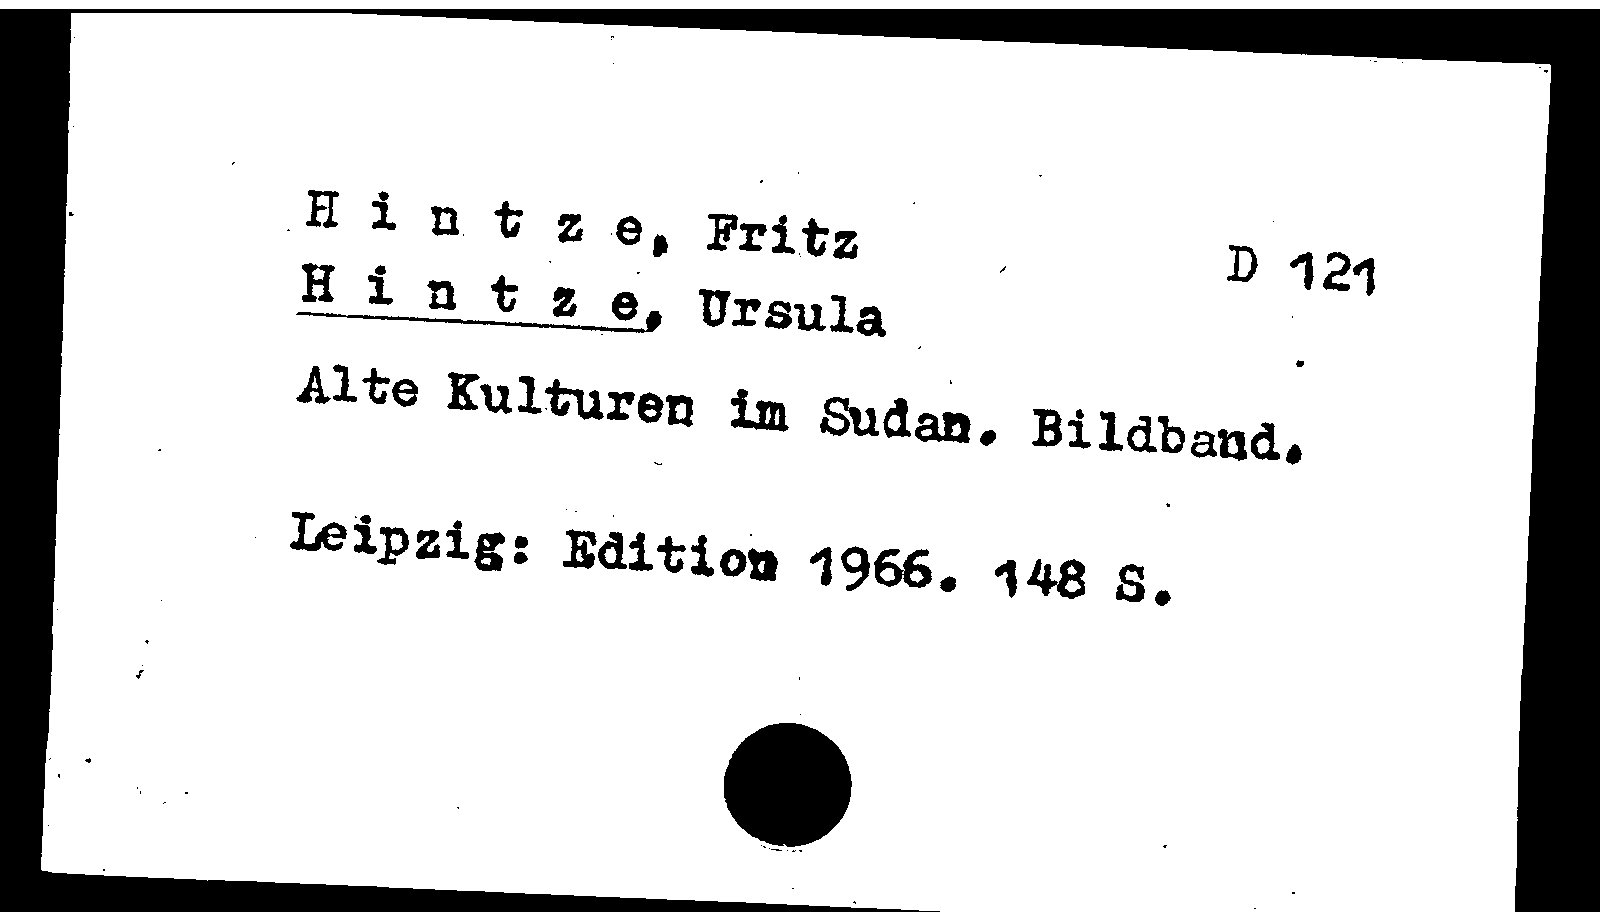 H i n t z e, Fritz
D 121
H i n t z e, Ursula
Alte Kulturen im Sudan. Bildband.
Leipzig: Edition 1966. 148 S.